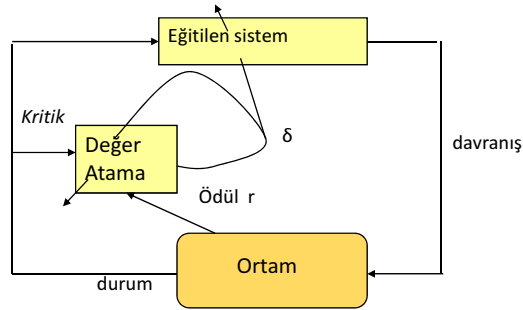 Eğitilen sistem
Kritik
Değer
Atama
δ
davranış
Ödül r
Ortam
durum